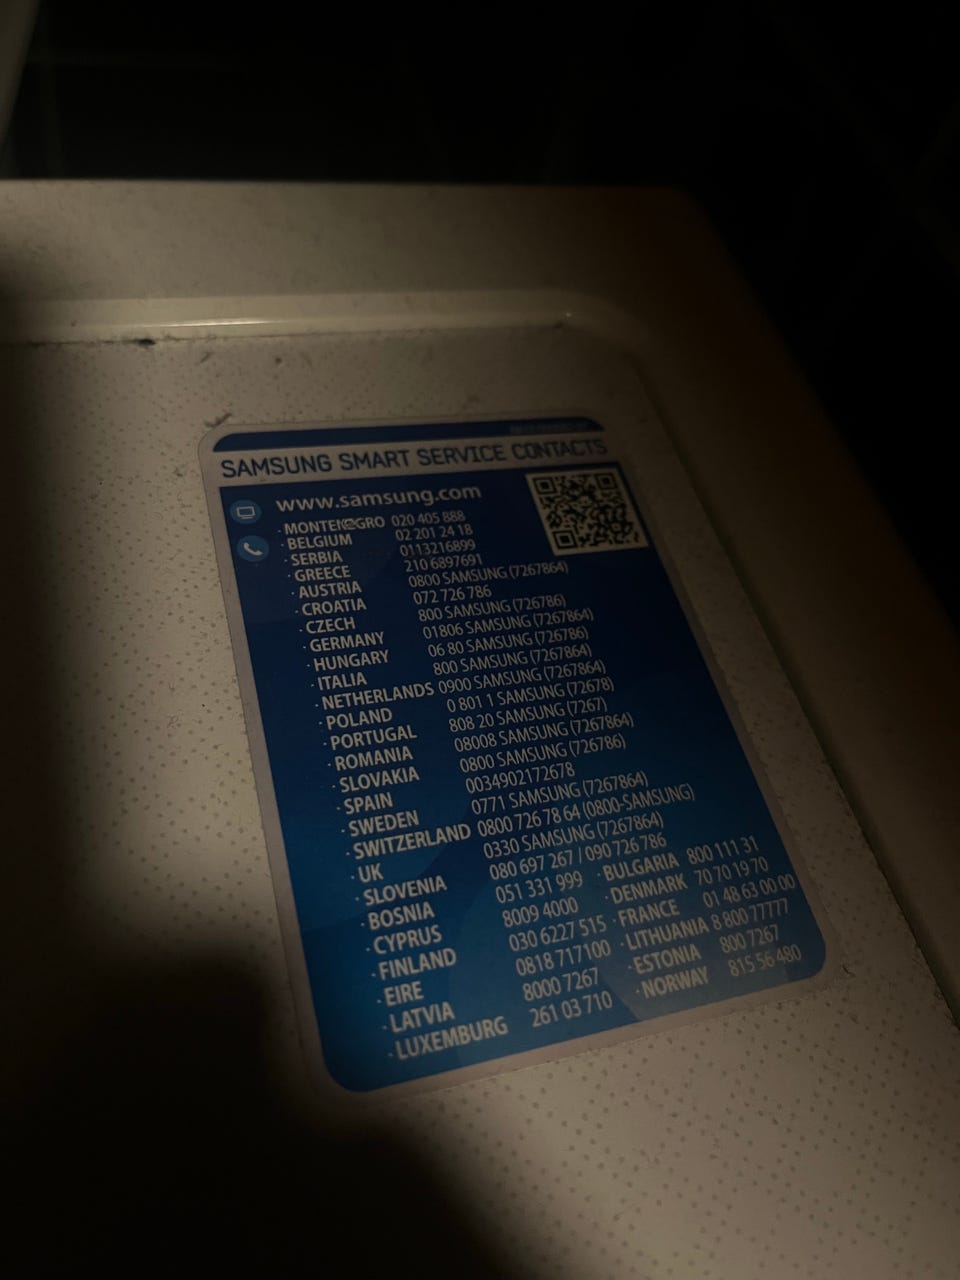 SAMSUNG SMART SERVICE CONTACTS
www.samsung.com
· MONTENEGRO 020 405 888
· BELGIUM 02 201 24 18
· SERBIA 0113216899
· GREECE 210 6897691
· AUSTRIA 0800 SAMSUNG (7267864)
· CROATIA 072 726 786
· CZECH 800 SAMSUNG (726786)
· GERMANY 01806 SAMSUNG (7267864)
· HUNGARY 06 80 SAMSUNG (726786)
· ITALIA 800 SAMSUNG (7267864)
· NETHERLANDS 0900 SAMSUNG (7267864)
· POLAND 0 801 1 SAMSUNG (72678)
· PORTUGAL 808 20 SAMSUNG (7267)
· ROMANIA 08008 SAMSUNG (7267864)
· SLOVAKIA 0800 SAMSUNG (726786)
· SPAIN 0034902172678
· SWEDEN 0771 SAMSUNG (7267864)
· SWITZERLAND 0800 726 78 64 (0800-SAMSUNG)
· UK 0330 SAMSUNG (7267864)
· SLOVENIA 080 697 267 / 090 726 786
· BOSNIA 051 331 999 · BULGARIA 800 111 31
· CYPRUS 8009 4000 · DENMARK 70 70 19 70
· FINLAND 030 6227 515 · FRANCE 01 48 63 00 00
· EIRE 0818 717100 · LITHUANIA 8 800 77777
· LATVIA 8000 7267 · ESTONIA 800 7267
· LUXEMBURG 261 03 710 · NORWAY 815 56 480